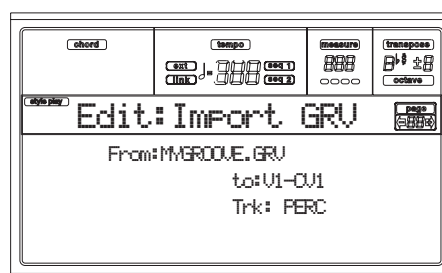 chord tempo measure transpose
ext seq 1
link seq 2
octave
style play
Edit:Import GRV
page
From:MYGROOVE.GRV
to:V1-CV1
Trk: PERC